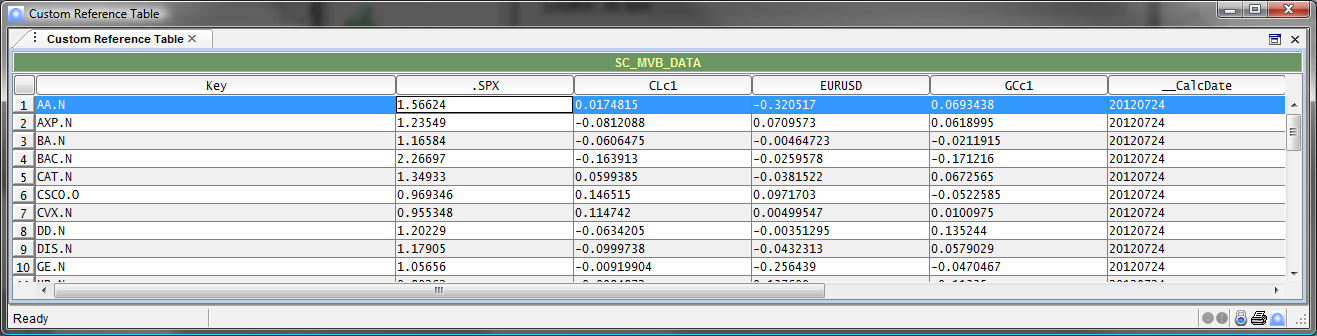 Custom Reference Table
Custom Reference Table
SC_MVB_DATA
Key .SPX CLc1 EURUSD GCc1 __CalcDate
1 AA.N 1.56624 0.0174815 -0.320517 0.0693438 20120724
2 AXP.N 1.23549 -0.0812088 0.0709573 0.0618995 20120724
3 BA.N 1.16584 -0.0606475 -0.00464723 -0.0211915 20120724
4 BAC.N 2.26697 -0.163913 -0.0259578 -0.171216 20120724
5 CAT.N 1.34933 0.0599385 -0.0381522 0.0672565 20120724
6 CSCO.O 0.969346 0.146515 0.0971703 -0.0522585 20120724
7 CVX.N 0.955348 0.114742 0.00499547 0.0100975 20120724
8 DD.N 1.20229 -0.0634205 -0.00351295 0.135244 20120724
9 DIS.N 1.17905 -0.0999738 -0.0432313 0.0579029 20120724
10 GE.N 1.05656 -0.00919904 -0.256439 -0.0470467 20120724
Ready